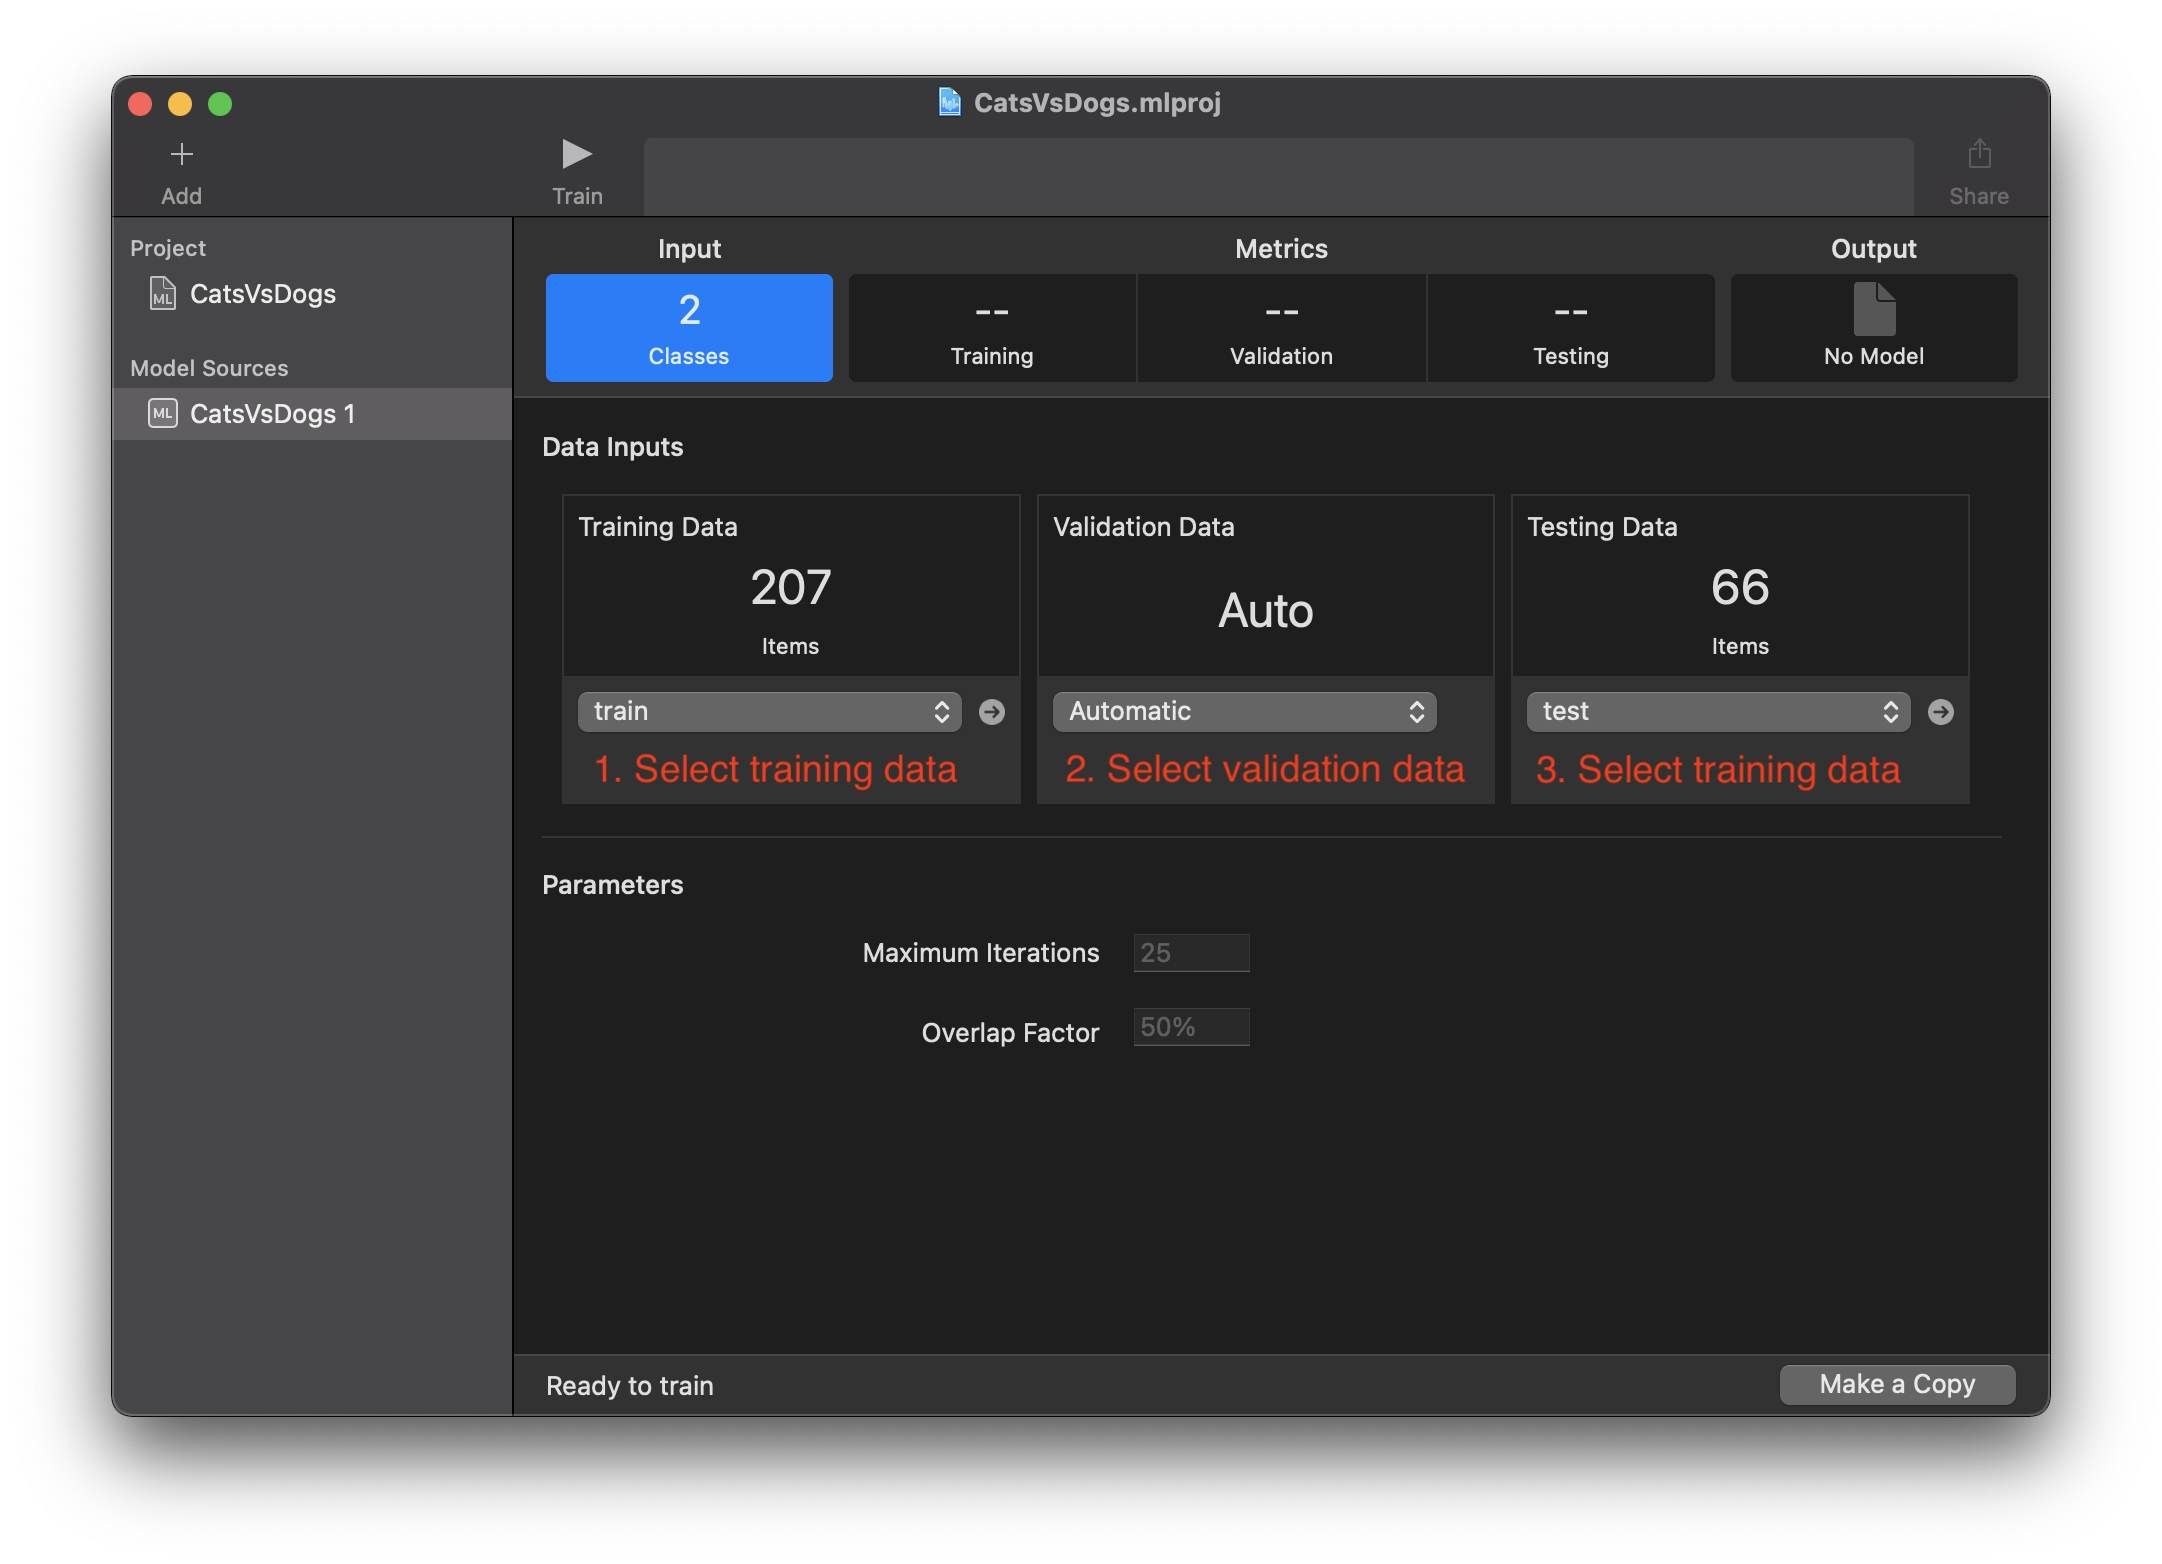 CatsVsDogs.mlproj
Add
Train
Share
Project
ML CatsVsDogs
Model Sources
ML CatsVsDogs 1
Input
Metrics
Output
2
Classes
--
Training
--
Validation
--
Testing
No Model
Data Inputs
Training Data
207
Items
train
1. Select training data
Validation Data
Auto
Automatic
2. Select validation data
Testing Data
66
Items
test
3. Select training data
Parameters
Maximum Iterations 25
Overlap Factor 50%
Ready to train
Make a Copy